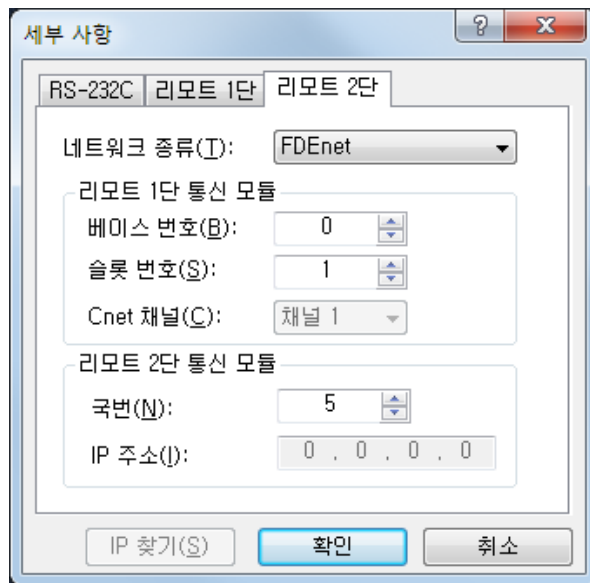 세부 사항
RS-232C 리모트 1단 리모트 2단
네트워크 종류(T): FDEnet
리모트 1단 통신 모듈
베이스 번호(B): 0
슬롯 번호(S): 1
Cnet 채널(C): 채널 1
리모트 2단 통신 모듈
국번(N): 5
IP 주소(I): 0 . 0 . 0 . 0
IP 찾기(S) 확인 취소